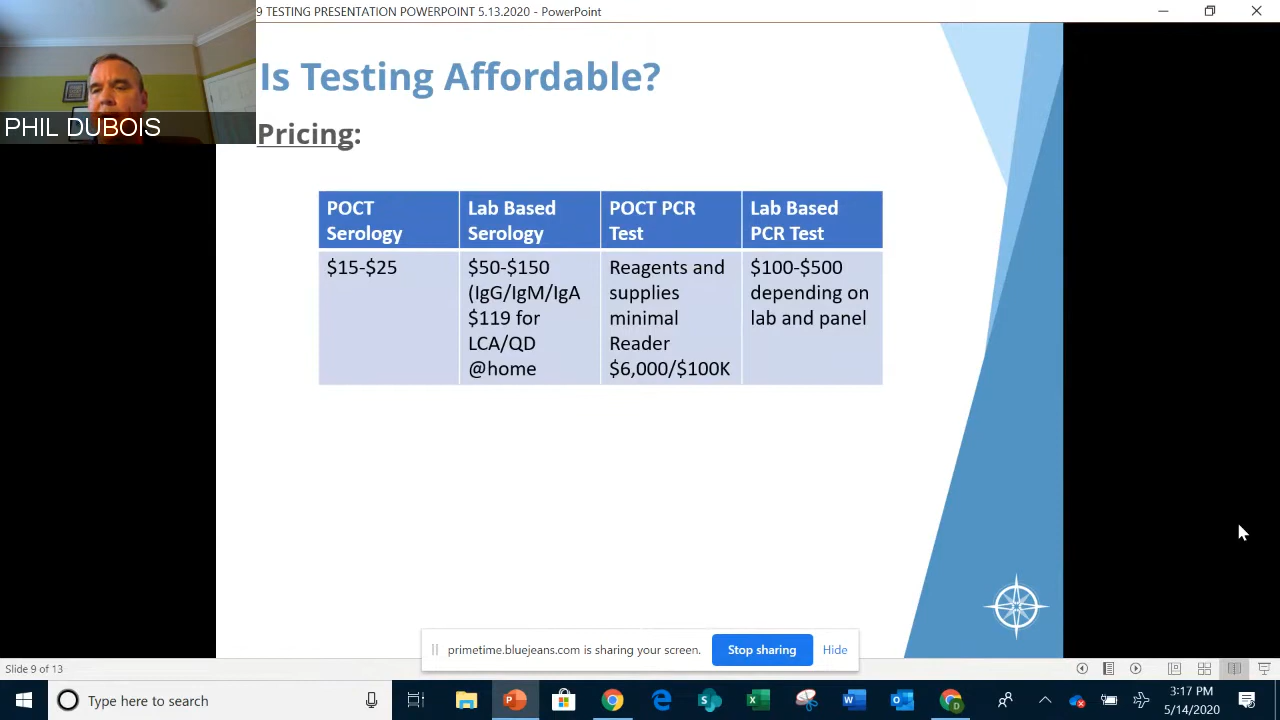 9 TESTING PRESENTATION POWERPOINT 5.13.2020 - PowerPoint
PHIL DUBOIS
Is Testing Affordable?
Pricing:
POCT
Serology
Lab Based
Serology
POCT PCR
Test
Lab Based
PCR Test
$15-$25
$50-$150
(IgG/IgM/IgA
$119 for
LCA/QD
@home
Reagents and
supplies
minimal
Reader
$6,000/$100K
$100-$500
depending on
lab and panel
primetime.bluejeans.com is sharing your screen.
Stop sharing
Hide
Slide 9 of 13
Type here to search
3:17 PM
5/14/2020